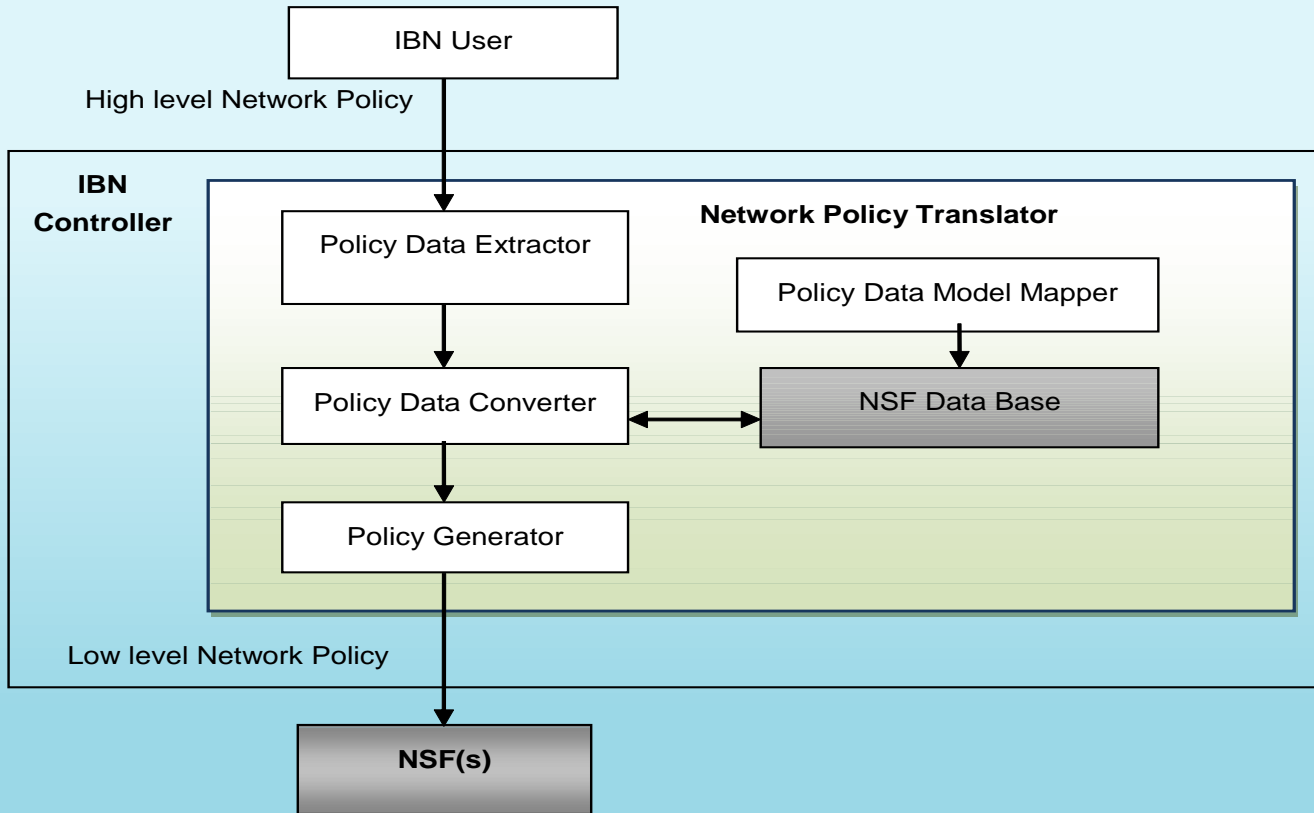 IBN User
High level Network Policy
IBN
Controller
Network Policy Translator
Policy Data Extractor
Policy Data Model Mapper
Policy Data Converter
NSF Data Base
Policy Generator
Low level Network Policy
NSF(s)